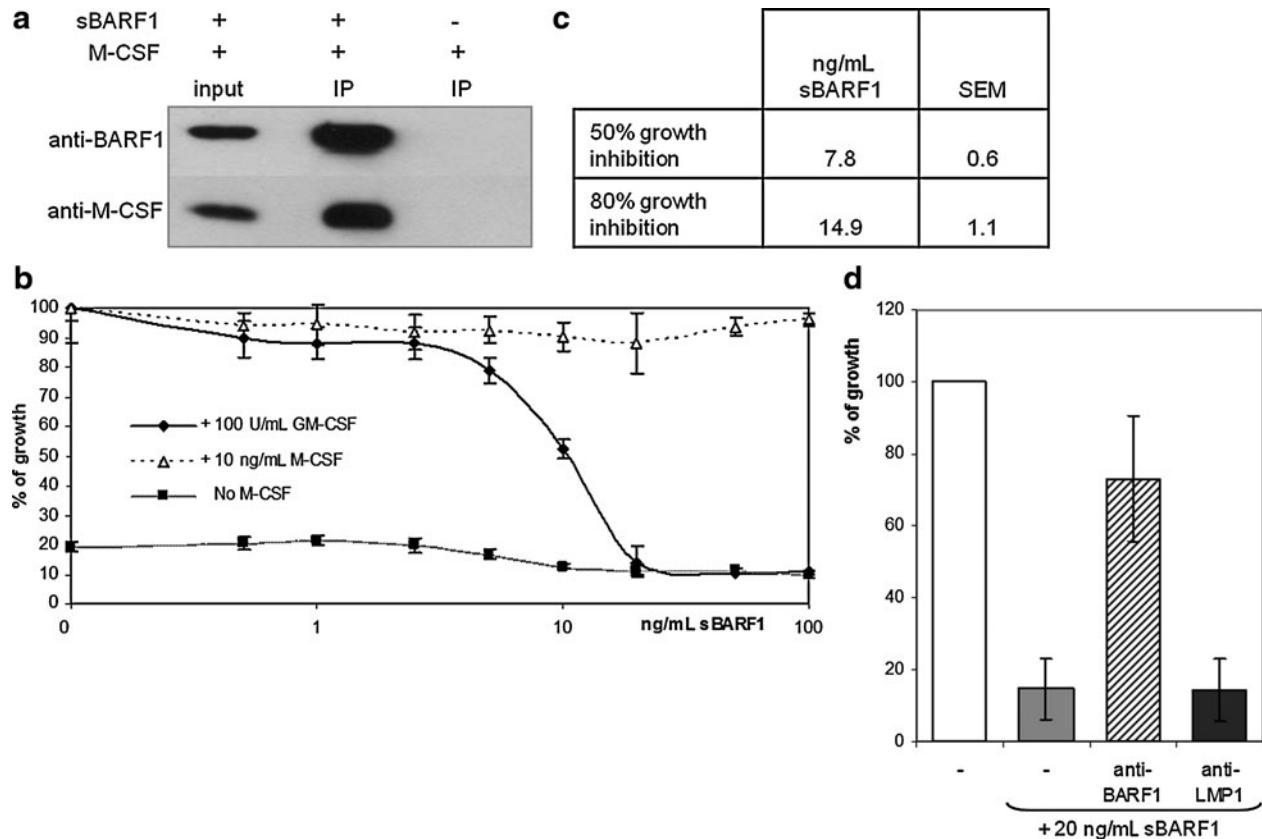 a
sBARF1 + + -
M-CSF + + +
input IP IP
anti-BARF1
anti-M-CSF
c
ng/mL sBARF1 SEM
50% growth inhibition 7.8 0.6
80% growth inhibition 14.9 1.1
b
% of growth
100
90
80
70
60
50
40
30
20
10
0
+ 100 U/mL GM-CSF
+ 10 ng/mL M-CSF
No M-CSF
0 1 10 ng/mL sBARF1 100
d
% of growth
120
100
80
60
40
20
0
- - anti-BARF1 anti-LMP1
+ 20 ng/mL sBARF1